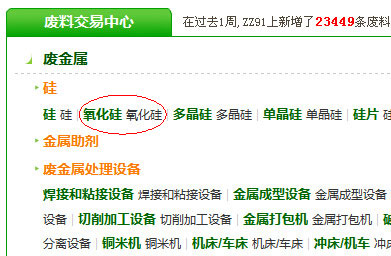 废料交易中心 在过去1周,ZZ91上新增了23449条废料
废金属
硅
硅 硅 | 氧化硅 氧化硅 | 多晶硅 多晶硅 | 单晶硅 单晶硅 | 硅片 硅
金属助剂
废金属处理设备
焊接和粘接设备 焊接和粘接设备 | 金属成型设备 金属成型设备
设备 | 切削加工设备 切削加工设备 | 金属打包机 金属打包机 |
分离设备 | 铜米机 铜米机 | 机床/车床 机床/车床 | 冲床/机车 冲